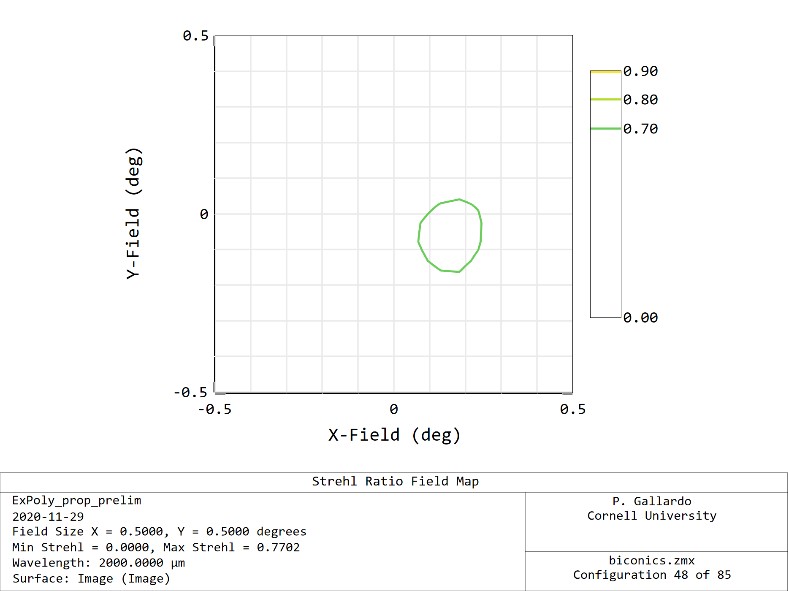 0.5
0
-0.5
Y-Field (deg)
-0.5
0
0.5
X-Field (deg)
0.90
0.80
0.70
0.00
Strehl Ratio Field Map
ExPoly_prop_prelim
2020-11-29
Field Size X = 0.5000, Y = 0.5000 degrees
Min Strehl = 0.0000, Max Strehl = 0.7702
Wavelength: 2000.0000 µm
Surface: Image (Image)
P. Gallardo
Cornell University
biconics.zmx
Configuration 48 of 85